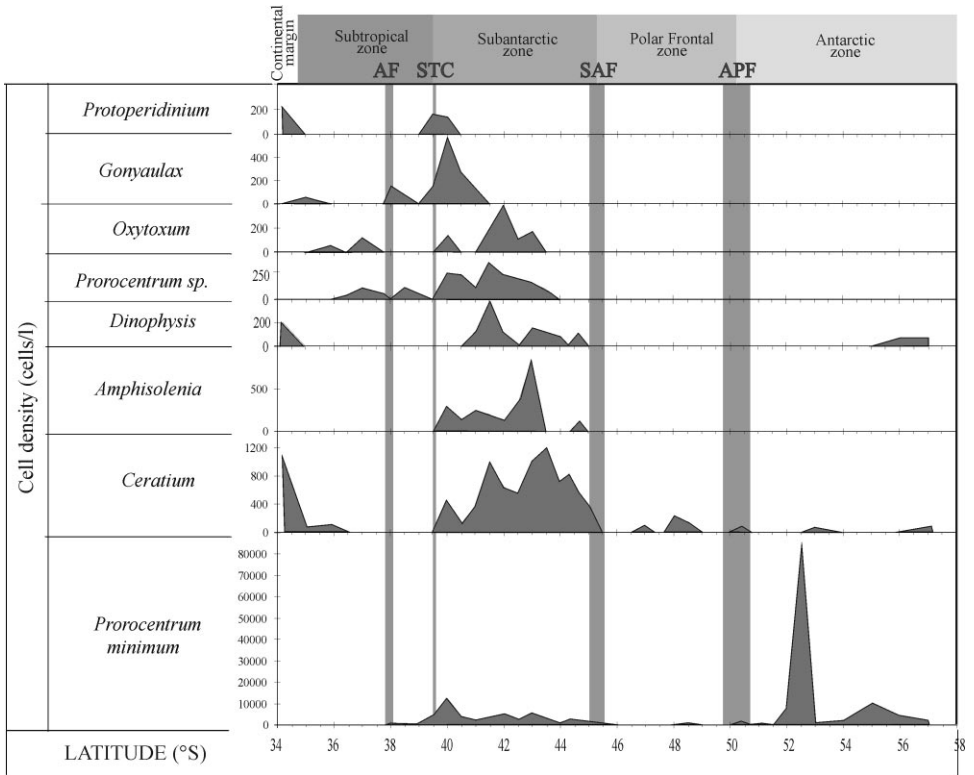 Continental margin
Subtropical zone
Subantarctic zone
Polar Frontal zone
Antarctic zone
AF
STC
SAF
APF
Cell density (cells/l)
Protoperidinium
200
0
Gonyaulax
400
200
0
Oxytoxum
200
0
Prorocentrum sp.
250
0
Dinophysis
200
0
Amphisolenia
500
Ceratium
1200
800
400
0
Prorocentrum minimum
80000
70000
60000
50000
40000
30000
20000
10000
0
LATITUDE (°S)
34 36 38 40 42 44 46 48 50 52 54 56 58